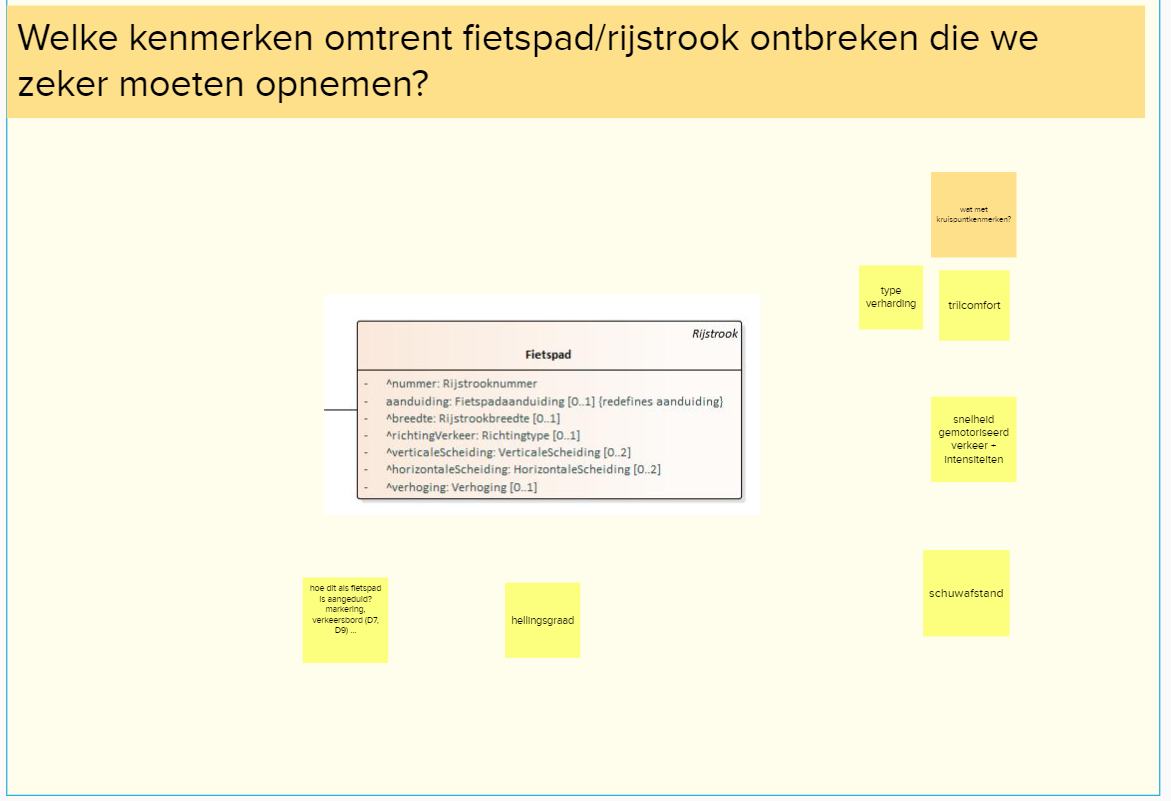 Welke kenmerken omtrent fietspad/rijstrook ontbreken die we
zeker moeten opnemen?
wat met
kruispuntkenmerken?
type
verharding
trilcomfort
Rijstrook
Fietspad
- ^nummer: Rijstrooknummer
- aanduiding: Fietspadaanduiding [0..1] {redefines aanduiding}
- ^breedte: Rijstrookbreedte [0..1]
- ^richtingVerkeer: Richtingtype [0..1]
- ^verticaleScheiding: VerticaleScheiding [0..2]
- ^horizontaleScheiding: HorizontaleScheiding [0..2]
- ^verhoging: Verhoging [0..1]
snelheid
gemotoriseerd
verkeer +
intensiteiten
schuwafstand
hoe dit als fietspad
is aangeduid?
markering,
verkeersbord (D7,
D9) ...
hellingsgraad